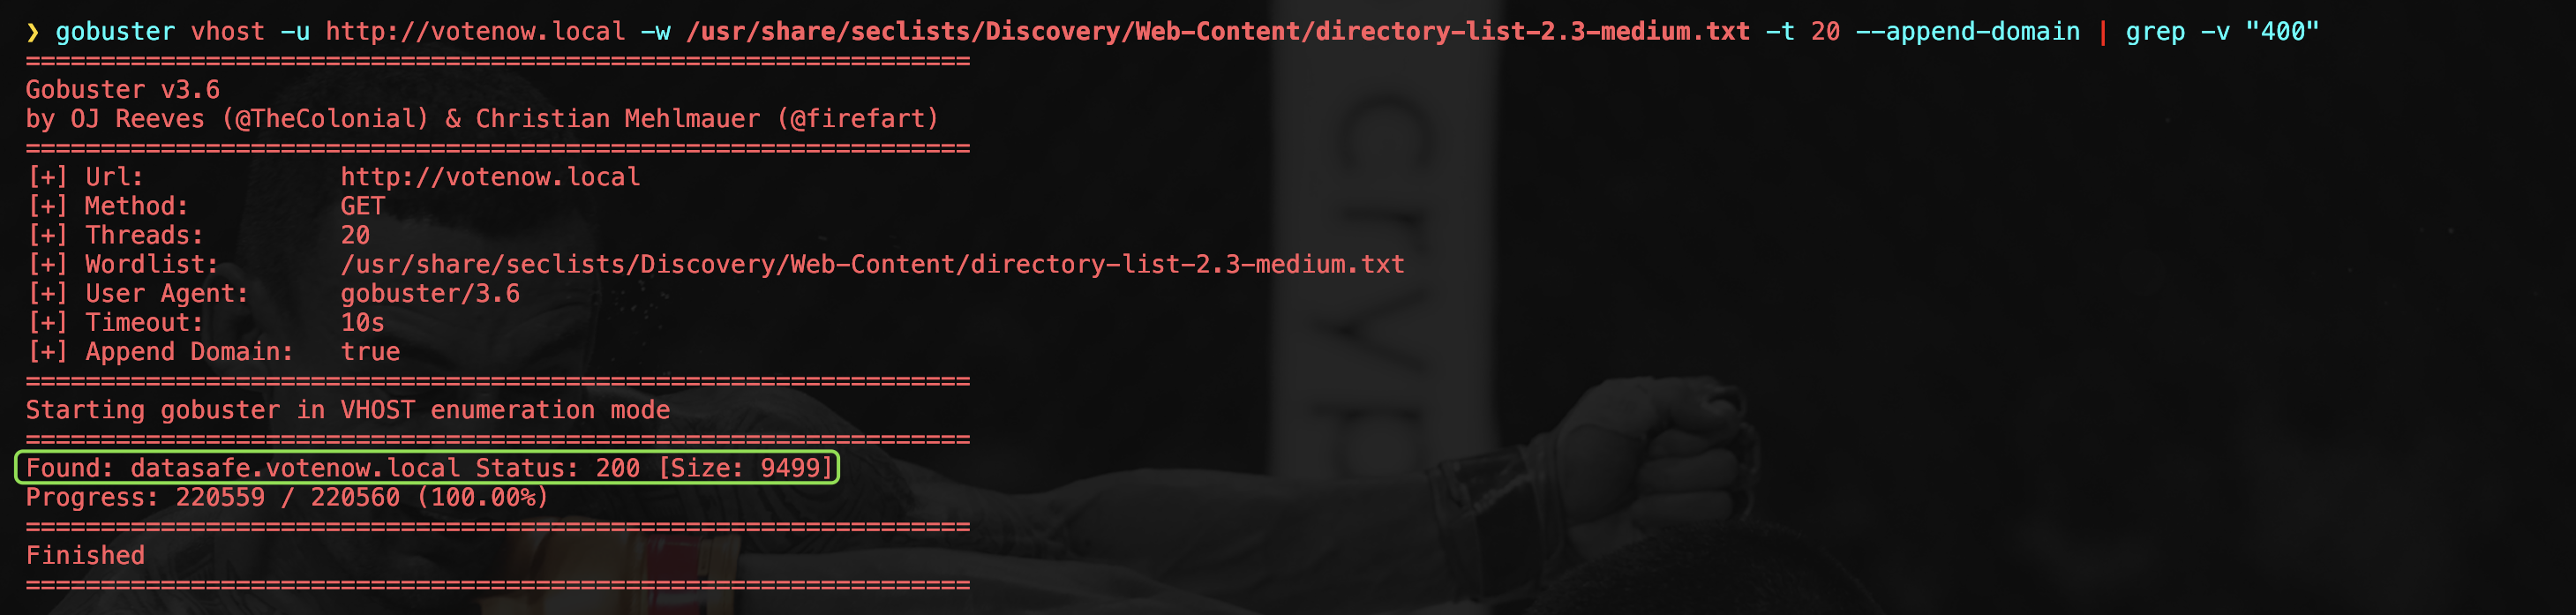 ❯ gobuster vhost -u http://votenow.local -w /usr/share/seclists/Discovery/Web-Content/directory-list-2.3-medium.txt -t 20 --append-domain | grep -v "400"
===============================================================
Gobuster v3.6
by OJ Reeves (@TheColonial) & Christian Mehlmauer (@firefart)
===============================================================
[+] Url:             http://votenow.local
[+] Method:          GET
[+] Threads:         20
[+] Wordlist:        /usr/share/seclists/Discovery/Web-Content/directory-list-2.3-medium.txt
[+] User Agent:      gobuster/3.6
[+] Timeout:         10s
[+] Append Domain:   true
===============================================================
Starting gobuster in VHOST enumeration mode
===============================================================
Found: datasafe.votenow.local Status: 200 [Size: 9499]
Progress: 220559 / 220560 (100.00%)
===============================================================
Finished
===============================================================